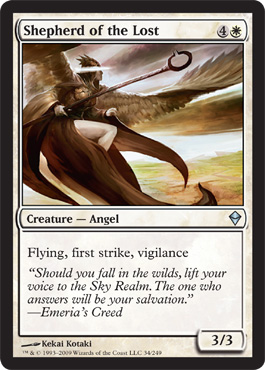 Shepherd of the Lost 4
Creature — Angel
Flying, first strike, vigilance
“Should you fall in the wilds, lift your
voice to the Sky Realm. The one who
answers will be your salvation.”
—Emeria's Creed
Kekai Kotaki
3/3
™ & © 1993–2009 Wizards of the Coast LLC 34/249